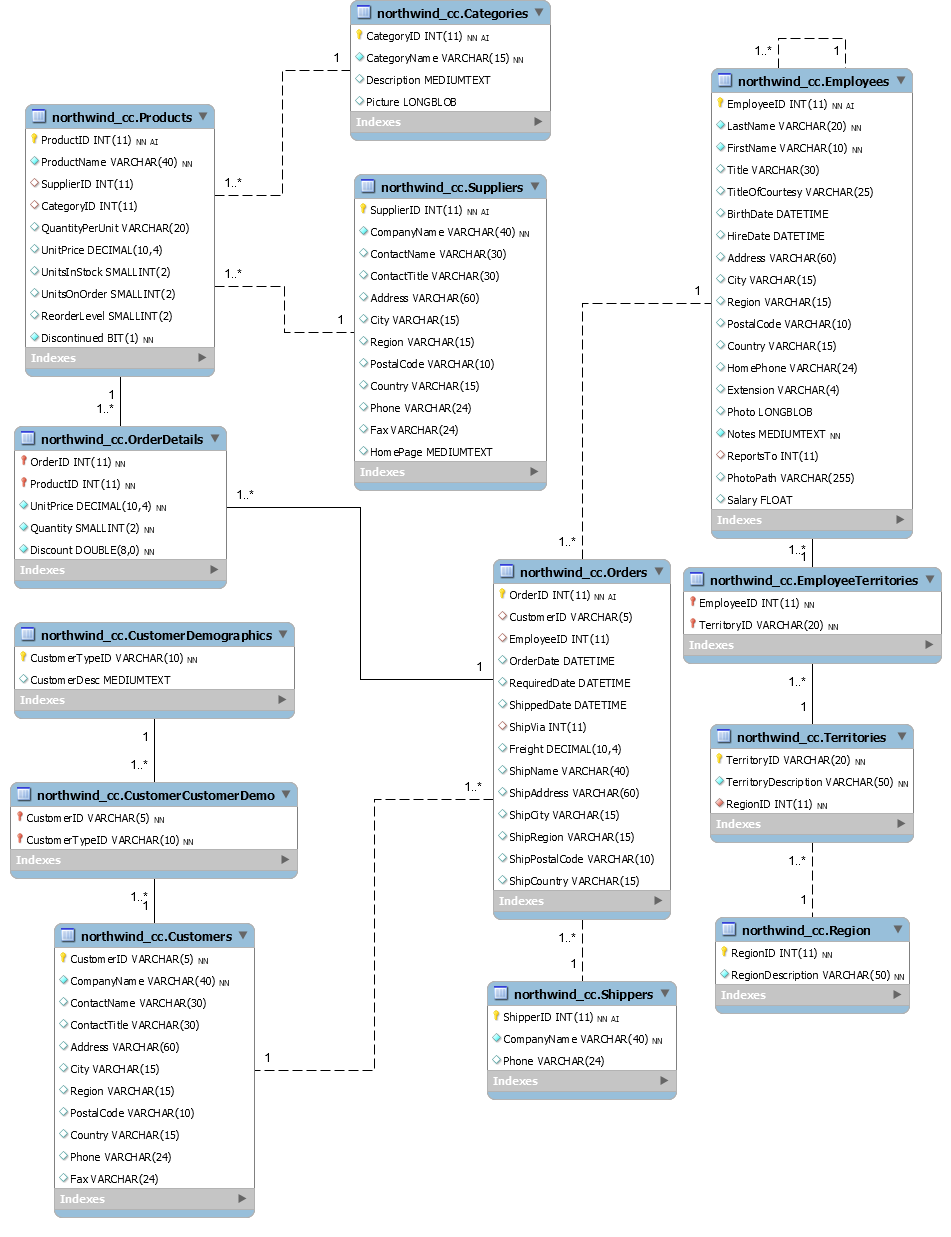 northwind_cc.Categories
CategoryID INT(11) NN AI
CategoryName VARCHAR(15) NN
Description MEDIUMTEXT
Picture LONGBLOB
Indexes
1
1..*
northwind_cc.Products
ProductID INT(11) NN AI
ProductName VARCHAR(40) NN
SupplierID INT(11)
CategoryID INT(11)
QuantityPerUnit VARCHAR(20)
UnitPrice DECIMAL(10,4)
UnitsInStock SMALLINT(2)
UnitsOnOrder SMALLINT(2)
ReorderLevel SMALLINT(2)
Discontinued BIT(1) NN
Indexes
1..*
1
northwind_cc.Suppliers
SupplierID INT(11) NN AI
CompanyName VARCHAR(40) NN
ContactName VARCHAR(30)
ContactTitle VARCHAR(30)
Address VARCHAR(60)
City VARCHAR(15)
Region VARCHAR(15)
PostalCode VARCHAR(10)
Country VARCHAR(15)
Phone VARCHAR(24)
Fax VARCHAR(24)
HomePage MEDIUMTEXT
Indexes
1..*
1
northwind_cc.Employees
EmployeeID INT(11) NN AI
LastName VARCHAR(20) NN
FirstName VARCHAR(10) NN
Title VARCHAR(30)
TitleOfCourtesy VARCHAR(25)
BirthDate DATETIME
HireDate DATETIME
Address VARCHAR(60)
City VARCHAR(15)
Region VARCHAR(15)
PostalCode VARCHAR(10)
Country VARCHAR(15)
HomePhone VARCHAR(24)
Extension VARCHAR(4)
Photo LONGBLOB
Notes MEDIUMTEXT NN
ReportsTo INT(11)
PhotoPath VARCHAR(255)
Salary FLOAT
Indexes
1
1..*
1
1..*
northwind_cc.OrderDetails
OrderID INT(11) NN
ProductID INT(11) NN
UnitPrice DECIMAL(10,4) NN
Quantity SMALLINT(2) NN
Discount DOUBLE(8,0) NN
Indexes
1..*
1
1
1..*
northwind_cc.Orders
OrderID INT(11) NN AI
CustomerID VARCHAR(5)
EmployeeID INT(11)
OrderDate DATETIME
RequiredDate DATETIME
ShippedDate DATETIME
ShipVia INT(11)
Freight DECIMAL(10,4)
ShipName VARCHAR(40)
ShipAddress VARCHAR(60)
ShipCity VARCHAR(15)
ShipRegion VARCHAR(15)
ShipPostalCode VARCHAR(10)
ShipCountry VARCHAR(15)
Indexes
1..*
1
northwind_cc.EmployeeTerritories
EmployeeID INT(11) NN
TerritoryID VARCHAR(20) NN
Indexes
1..*
1
northwind_cc.Territories
TerritoryID VARCHAR(20) NN
TerritoryDescription VARCHAR(50) NN
RegionID INT(11) NN
Indexes
1..*
1
northwind_cc.Region
RegionID INT(11) NN
RegionDescription VARCHAR(50) NN
Indexes
northwind_cc.CustomerDemographics
CustomerTypeID VARCHAR(10) NN
CustomerDesc MEDIUMTEXT
Indexes
1
1..*
northwind_cc.CustomerCustomerDemo
CustomerID VARCHAR(5) NN
CustomerTypeID VARCHAR(10) NN
Indexes
1..*
1
northwind_cc.Customers
CustomerID VARCHAR(5) NN
CompanyName VARCHAR(40) NN
ContactName VARCHAR(30)
ContactTitle VARCHAR(30)
Address VARCHAR(60)
City VARCHAR(15)
Region VARCHAR(15)
PostalCode VARCHAR(10)
Country VARCHAR(15)
Phone VARCHAR(24)
Fax VARCHAR(24)
Indexes
1
1..*
1..*
1
northwind_cc.Shippers
ShipperID INT(11) NN AI
CompanyName VARCHAR(40) NN
Phone VARCHAR(24)
Indexes